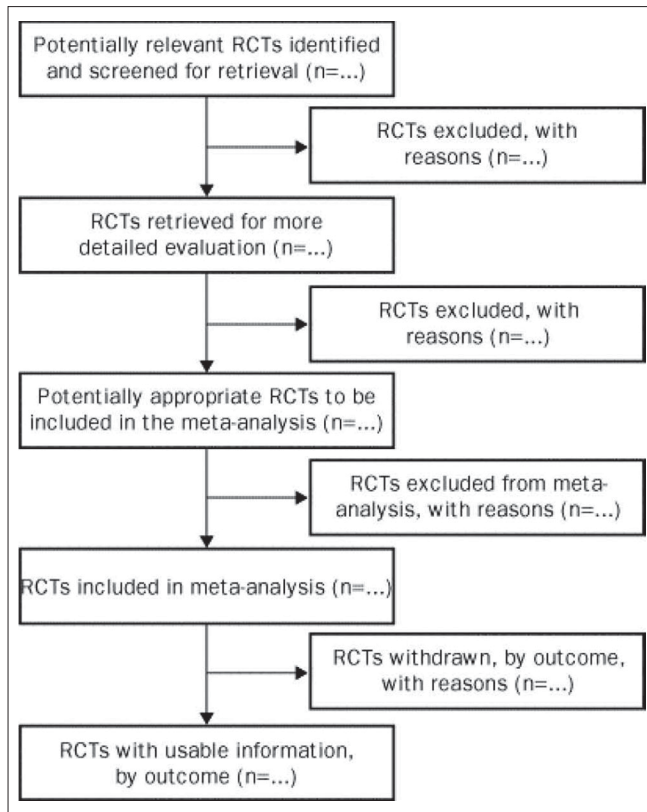 Potentially relevant RCTs identified
and screened for retrieval (n=...)
RCTs excluded, with
reasons (n=...)
RCTs retrieved for more
detailed evaluation (n=...)
RCTs excluded, with
reasons (n=...)
Potentially appropriate RCTs to be
included in the meta-analysis (n=...)
RCTs excluded from meta-
analysis, with reasons (n=...)
RCTs included in meta-analysis (n=...)
RCTs withdrawn, by outcome,
with reasons (n=...)
RCTs with usable information,
by outcome (n=...)